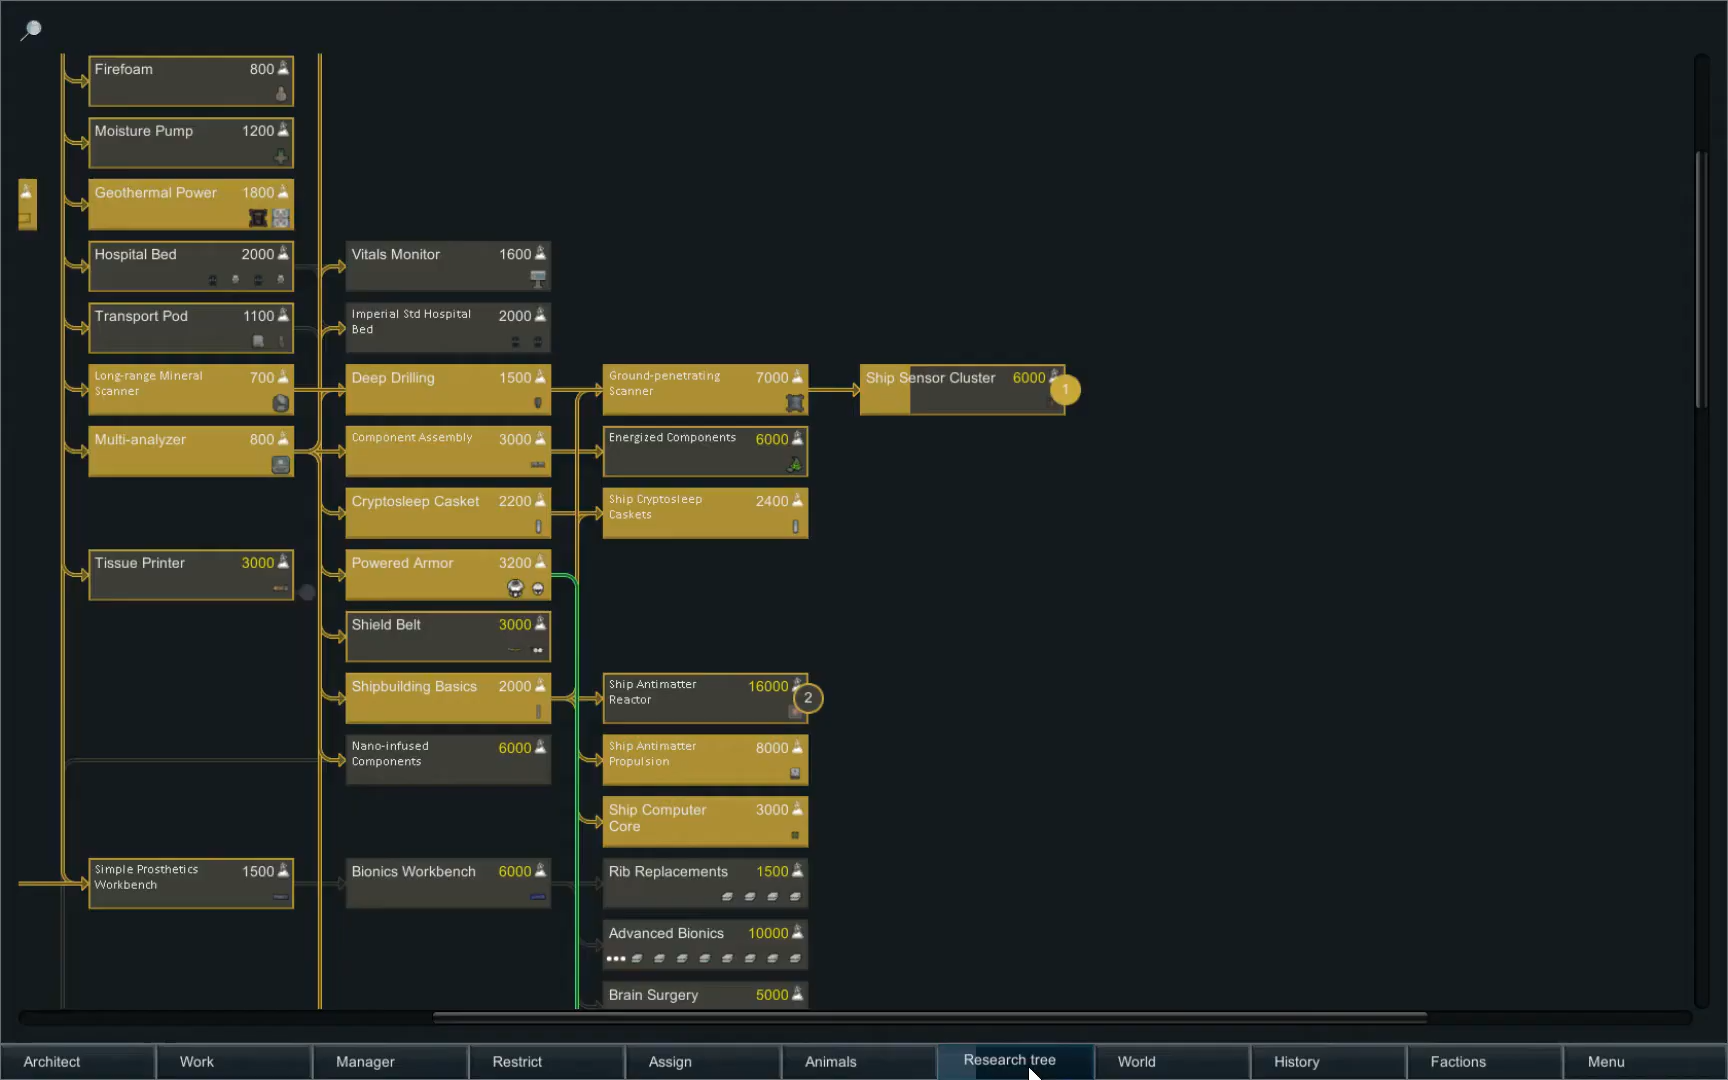 Firefoam 800
Moisture Pump 1200
Geothermal Power 1800
Hospital Bed 2000
Vitals Monitor 1600
Transport Pod 1100
Imperial Std Hospital
Bed 2000
Long-range Mineral
Scanner 700
Deep Drilling 1500
Ground-penetrating
Scanner 7000
Ship Sensor Cluster 6000
1
Multi-analyzer 800
Component Assembly 3000
Energized Components 6000
Cryptosleep Casket 2200
Ship Cryptosleep
Caskets 2400
Tissue Printer 3000
Powered Armor 3200
Shield Belt 3000
Shipbuilding Basics 2000
Ship Antimatter
Reactor 16000
2
Nano-infused
Components 6000
Ship Antimatter
Propulsion 8000
Ship Computer
Core 3000
Simple Prosthetics
Workbench 1500
Bionics Workbench 6000
Rib Replacements 1500
Advanced Bionics 10000
Brain Surgery 5000
Architect Work Manager Restrict Assign Animals Research tree World History Factions Menu